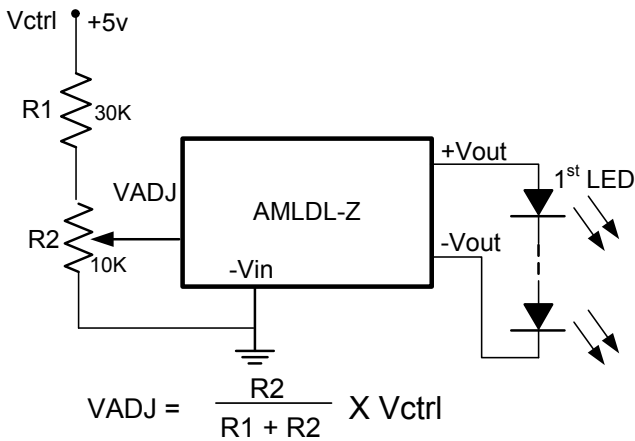 Vctrl +5v
R1 30K
VADJ
R2 10K
AMLDL-Z
-Vin
+Vout
-Vout
1st LED
VADJ = R2 / R1 + R2 X Vctrl